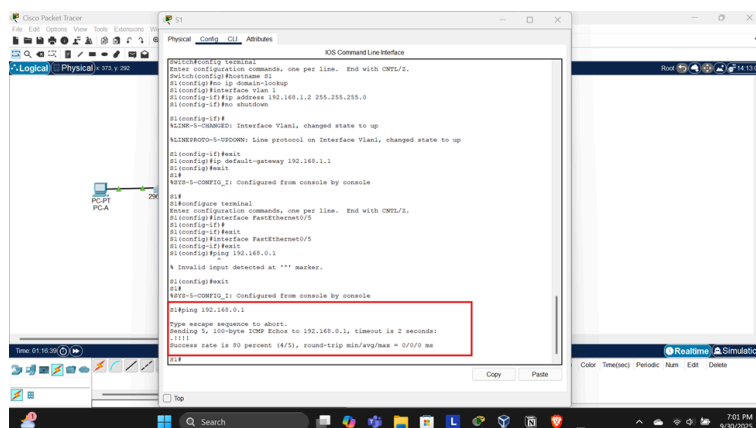 Cisco Packet Tracer
File Edit Options View Tools Extensions
Logical Physical x: 373, y: 292
Root 14:13:0
PC-PT
PC-A
296
S1
Physical Config CLI Attributes
IOS Command Line Interface
Switch#config terminal
Enter configuration commands, one per line. End with CNTL/Z.
Switch(config)#hostname S1
S1(config)#no ip domain-lookup
S1(config)#interface vlan 1
S1(config-if)#ip address 192.168.1.2 255.255.255.0
S1(config-if)#no shutdown
S1(config-if)#
%LINK-5-CHANGED: Interface Vlan1, changed state to up
%LINEPROTO-5-UPDOWN: Line protocol on Interface Vlan1, changed state to up
S1(config-if)#exit
S1(config)#ip default-gateway 192.168.1.1
S1(config)#exit
S1#
%SYS-5-CONFIG_I: Configured from console by console
S1#
S1#configure terminal
Enter configuration commands, one per line. End with CNTL/Z.
S1(config)#interface FastEthernet0/5
S1(config-if)#
S1(config-if)#exit
S1(config)#interface FastEthernet0/5
S1(config-if)#exit
S1(config)#ping 192.168.0.1
^
% Invalid input detected at '^' marker.
S1(config)#exit
S1#
%SYS-5-CONFIG_I: Configured from console by console
S1#ping 192.168.0.1
Type escape sequence to abort.
Sending 5, 100-byte ICMP Echos to 192.168.0.1, timeout is 2 seconds:
.!!!!
Success rate is 80 percent (4/5), round-trip min/avg/max = 0/0/0 ms
S1#
Copy Paste
Top
Time: 01:16:39
Realtime Simulatio
Color Time(sec) Periodic Num Edit Delete
Search
7:01 PM